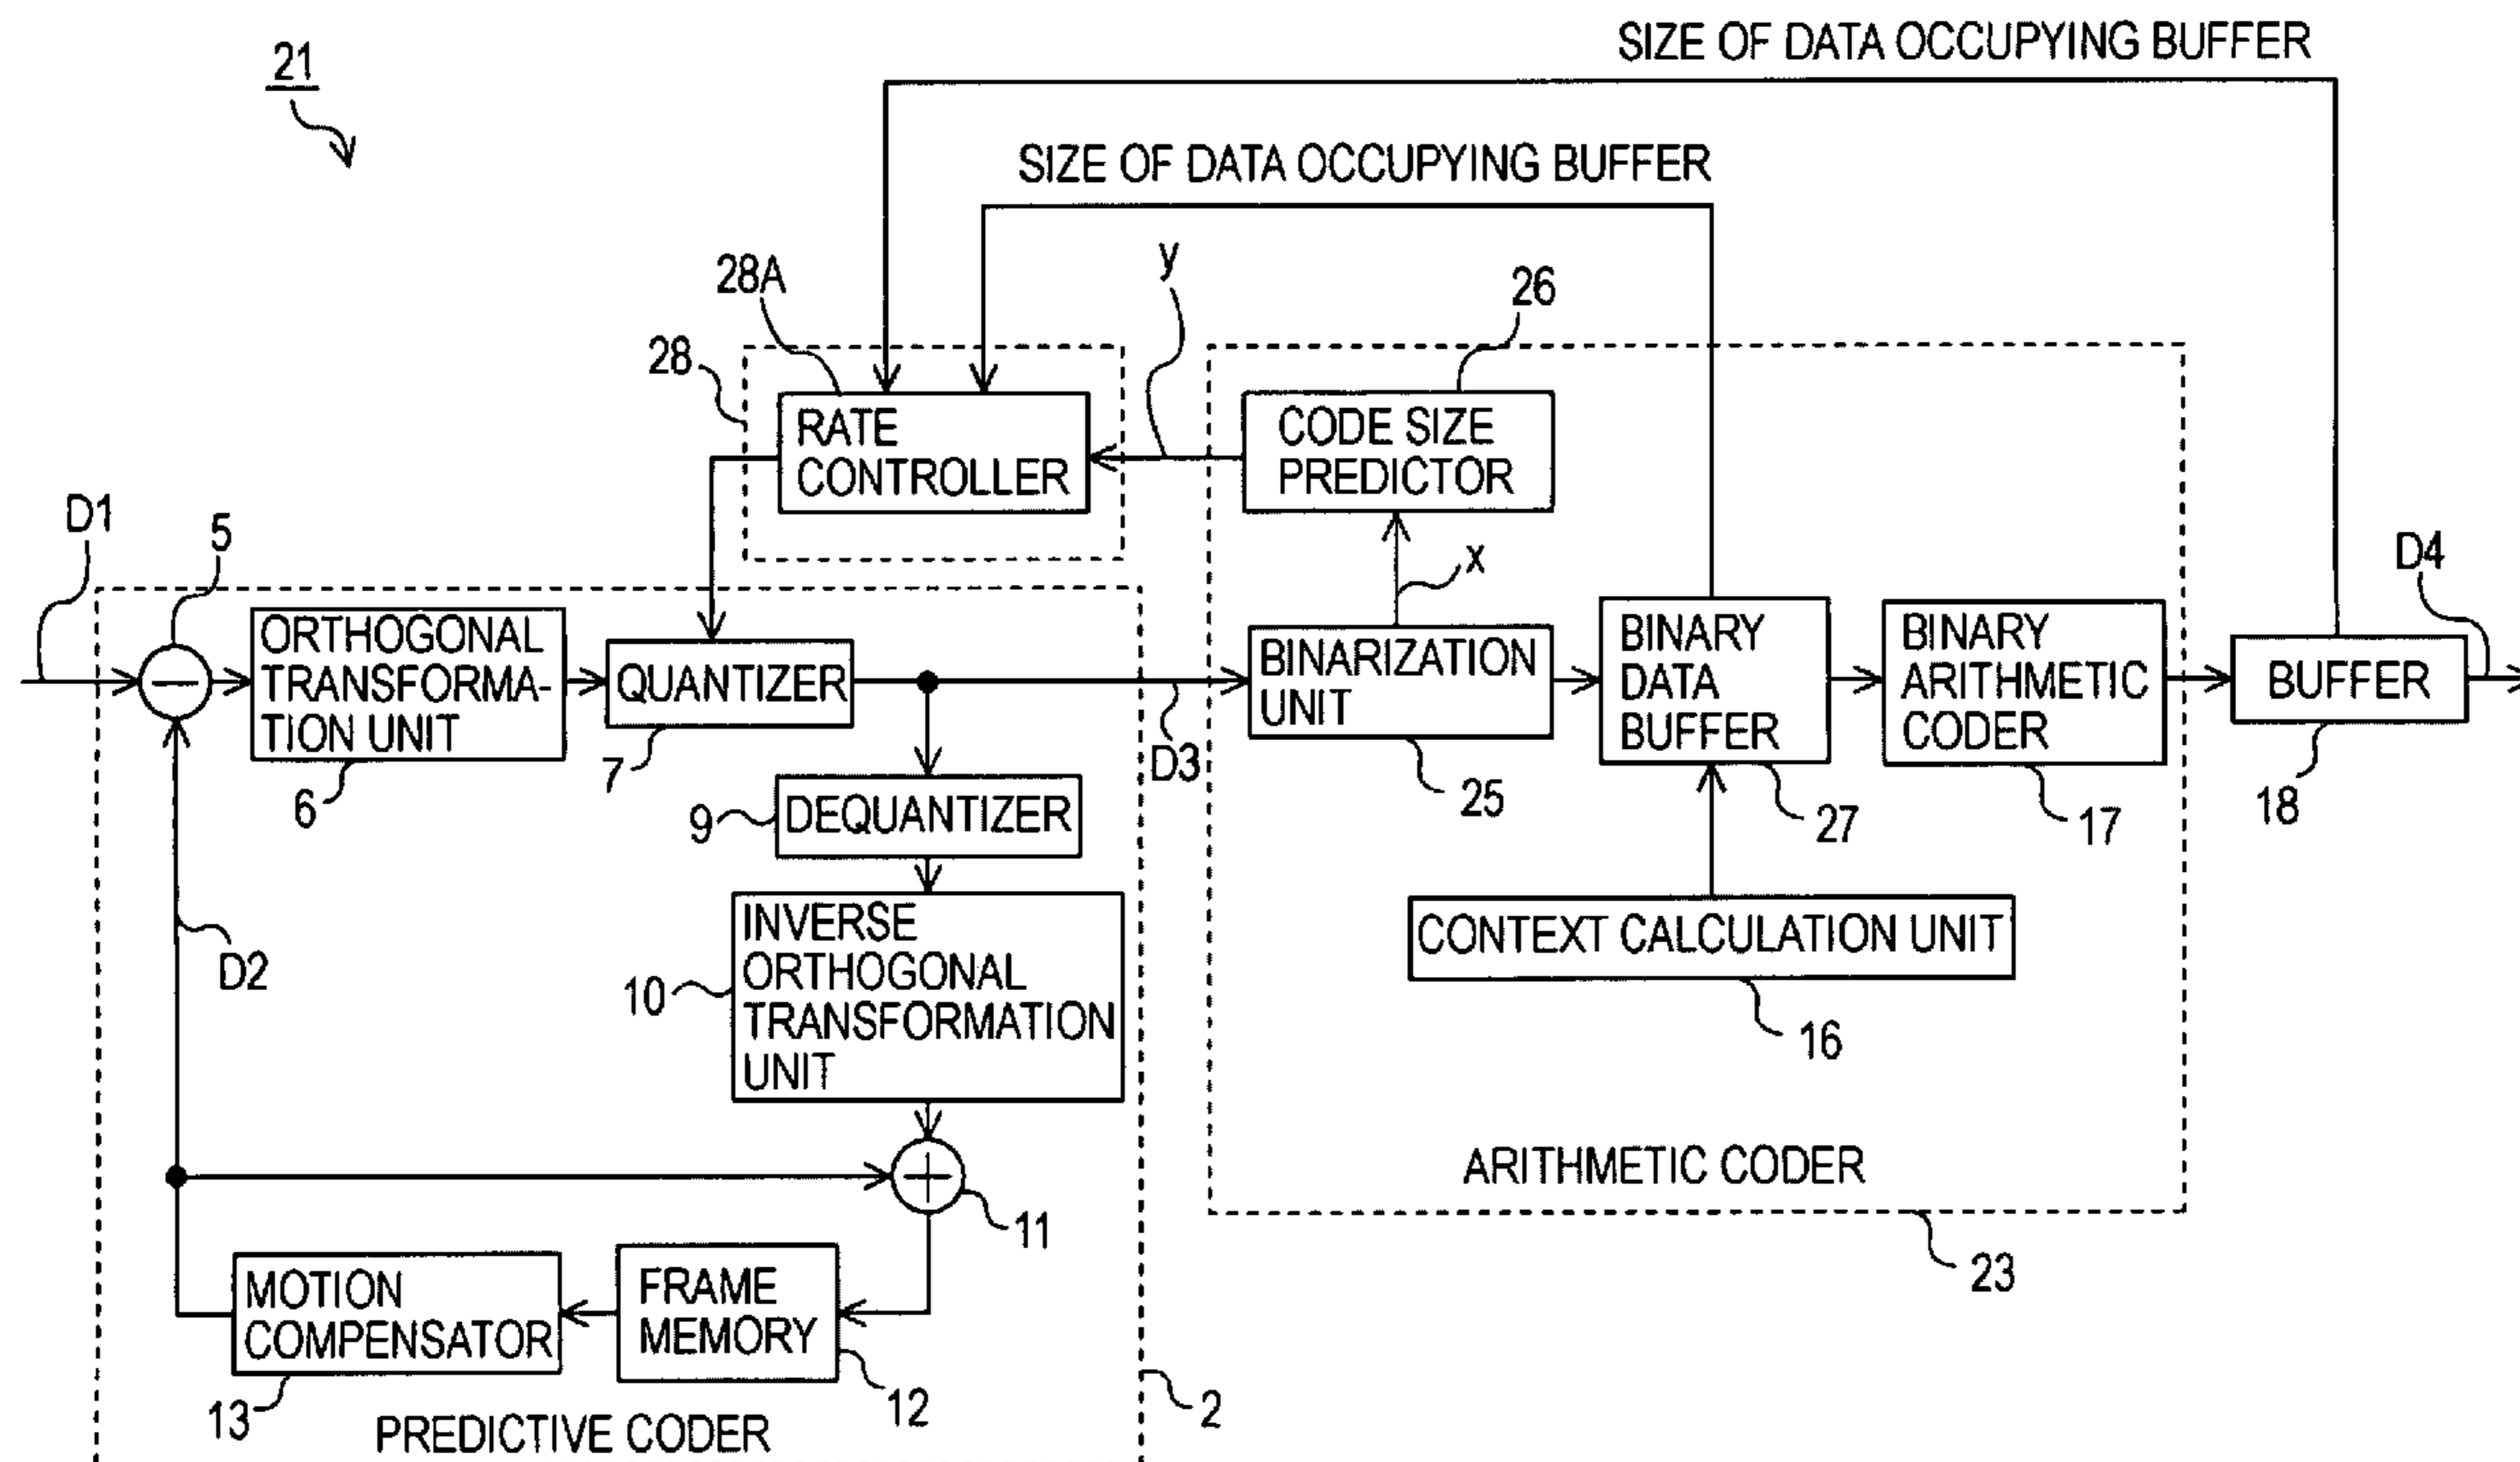 SIZE OF DATA OCCUPYING BUFFER
21
SIZE OF DATA OCCUPYING BUFFER
y
28A
26
28
RATE
CONTROLLER
CODE SIZE
PREDICTOR
D1
5
x
D4
ORTHOGONAL
TRANSFORMA-
TION UNIT
QUANTIZER
BINARIZATION
UNIT
BINARY
DATA
BUFFER
BINARY
ARITHMETIC
CODER
BUFFER
6
7
D3
25
27
17
18
9
DEQUANTIZER
D2
10
INVERSE
ORTHOGONAL
TRANSFORMATION
UNIT
CONTEXT CALCULATION UNIT
16
ARITHMETIC CODER
11
23
MOTION
COMPENSATOR
FRAME
MEMORY
13
12
2
PREDICTIVE CODER